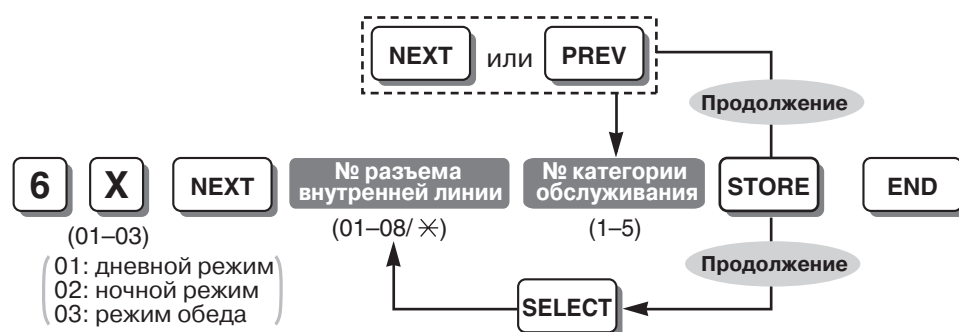 NEXT или PREV
Продолжение
6 X NEXT № разъема внутренней линии № категории обслуживания STORE END
(01–03) (01–08/✳) (1–5)
01: дневной режим
02: ночной режим
03: режим обеда
Продолжение
SELECT